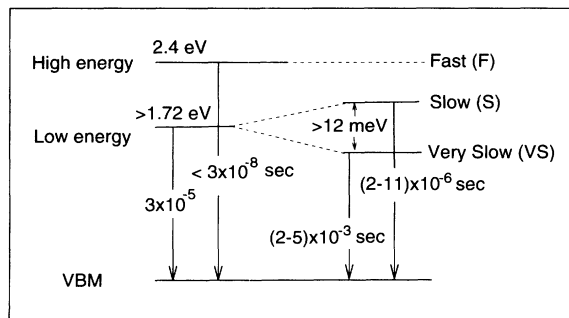 2.4 eV
High energy
Fast (F)
>1.72 eV
Slow (S)
Low energy
>12 meV
Very Slow (VS)
< 3x10⁻⁸ sec
3x10⁻⁵
(2-11)x10⁻⁶ sec
(2-5)x10⁻³ sec
VBM